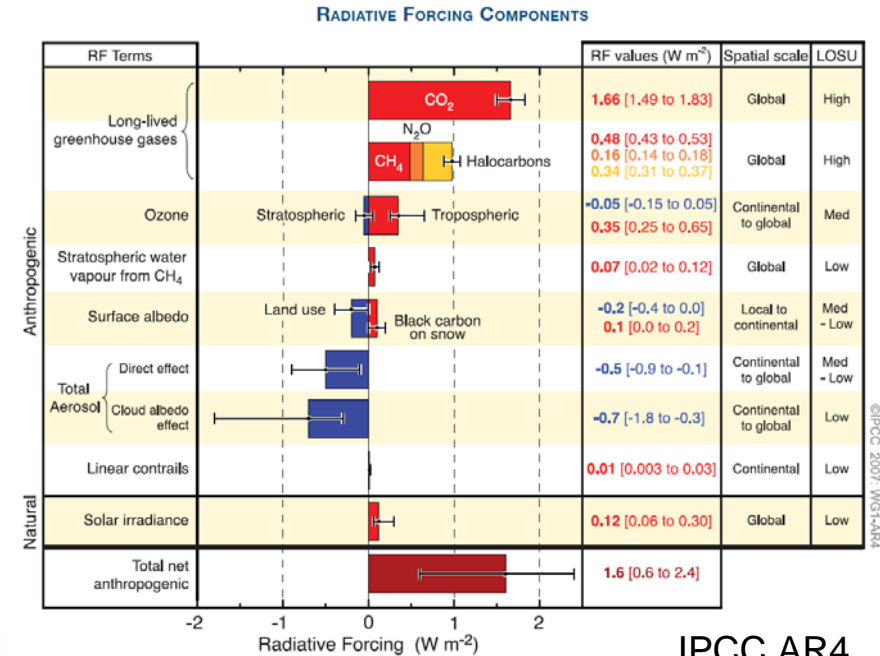 RADIATIVE FORCING COMPONENTS
RF Terms
RF values (W m-2)
Spatial scale
LOSU
Anthropogenic
Long-lived
greenhouse gases
CO2
1.66 [1.49 to 1.83]
Global
High
N2O
CH4
Halocarbons
0.48 [0.43 to 0.53]
0.16 [0.14 to 0.18]
0.34 [0.31 to 0.37]
Global
High
Ozone
Stratospheric
Tropospheric
-0.05 [-0.15 to 0.05]
0.35 [0.25 to 0.65]
Continental
to global
Med
Stratospheric water
vapour from CH4
0.07 [0.02 to 0.12]
Global
Low
Surface albedo
Land use
Black carbon
on snow
-0.2 [-0.4 to 0.0]
0.1 [0.0 to 0.2]
Local to
continental
Med
- Low
Total
Aerosol
Direct effect
-0.5 [-0.9 to -0.1]
Continental
to global
Med
- Low
Cloud albedo
effect
-0.7 [-1.8 to -0.3]
Continental
to global
Low
Linear contrails
0.01 [0.003 to 0.03]
Continental
Low
Natural
Solar irradiance
0.12 [0.06 to 0.30]
Global
Low
Total net
anthropogenic
1.6 [0.6 to 2.4]
-2
-1
0
1
2
Radiative Forcing (W m-2)
©IPCC 2007: WG1-AR4
IPCC AR4